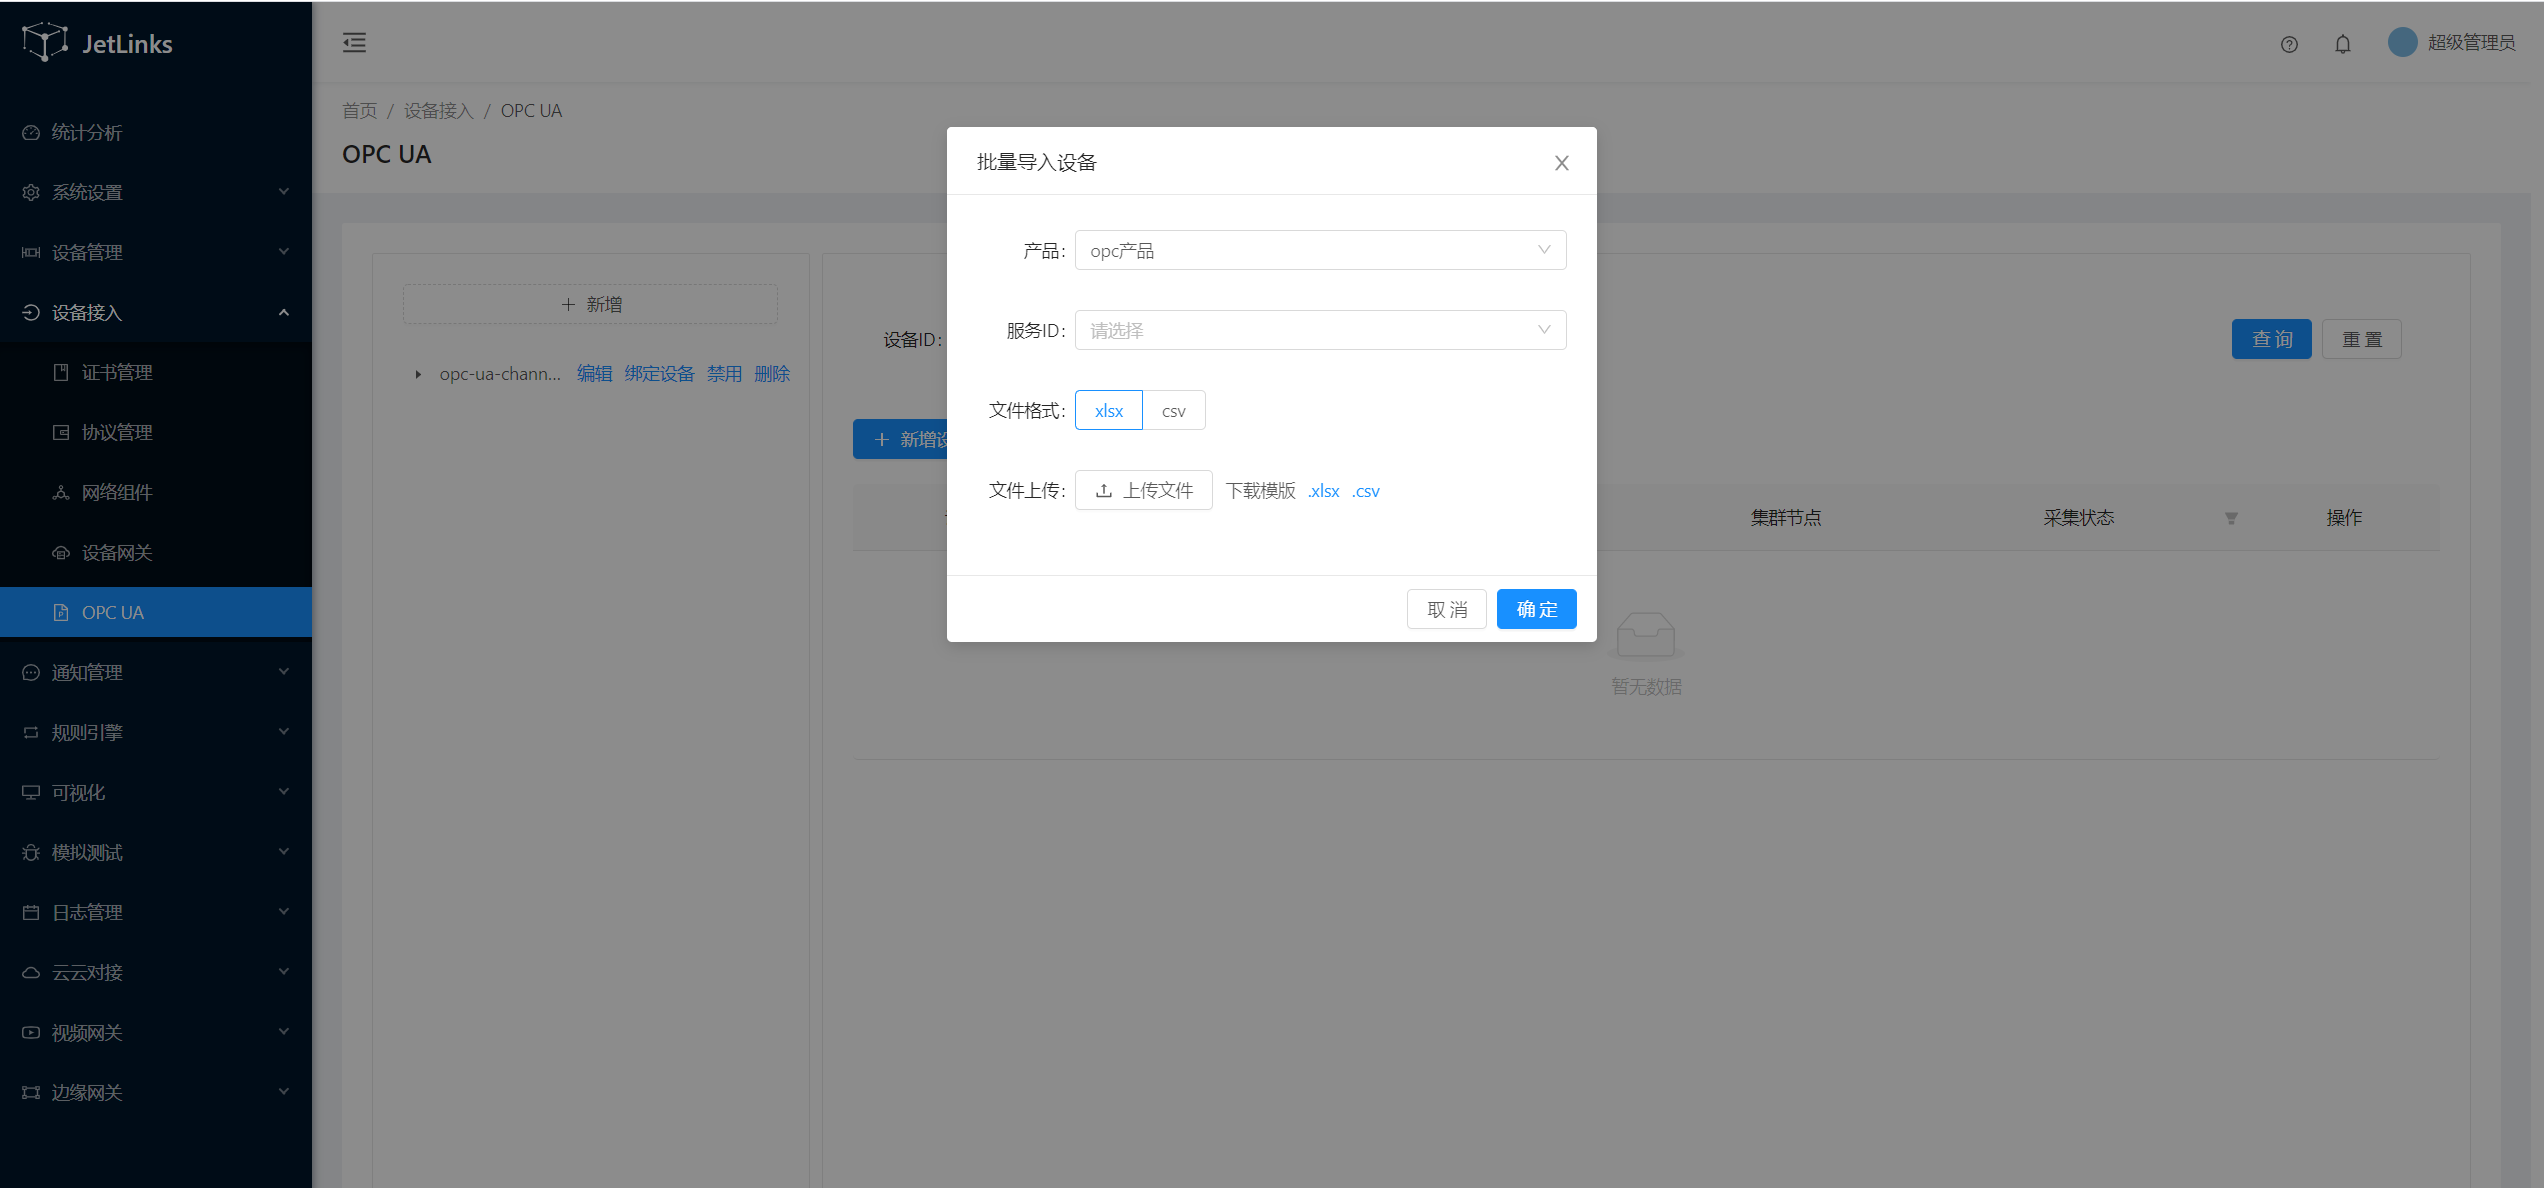 JetLinks
超级管理员
统计分析
系统设置
设备管理
设备接入
证书管理
协议管理
网络组件
设备网关
OPC UA
通知管理
规则引擎
可视化
模拟测试
日志管理
云云对接
视频网关
边缘网关
首页 / 设备接入 / OPC UA
OPC UA
+ 新增
opc-ua-chann... 编辑 绑定设备 禁用 删除
设备ID:
查询 重置
+ 新增设
集群节点 采集状态 操作
暂无数据
批量导入设备
产品: opc产品
服务ID: 请选择
文件格式: xlsx csv
文件上传: 上传文件 下载模版 .xlsx .csv
取消 确定